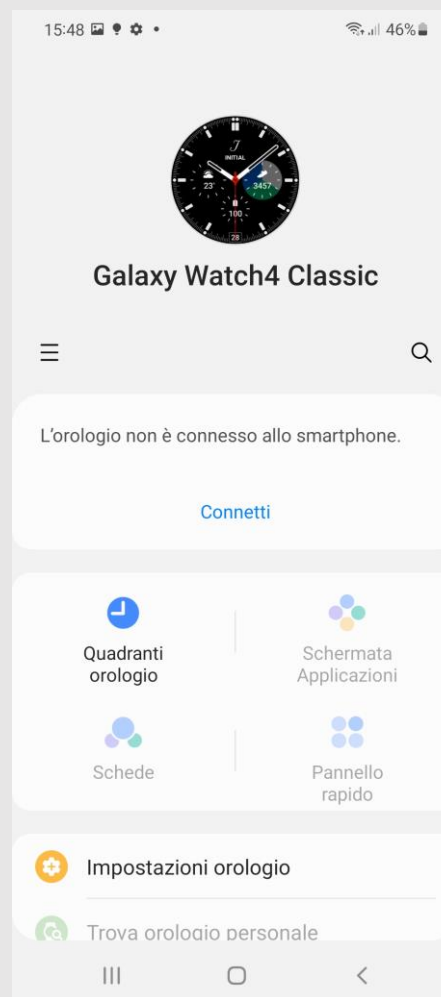 15:48
46%
J
INITIAL
23°
3457
100
28
Galaxy Watch4 Classic
L'orologio non è connesso allo smartphone.
Connetti
Quadranti
orologio
Schermata
Applicazioni
Schede
Pannello
rapido
Impostazioni orologio
Trova orologio personale